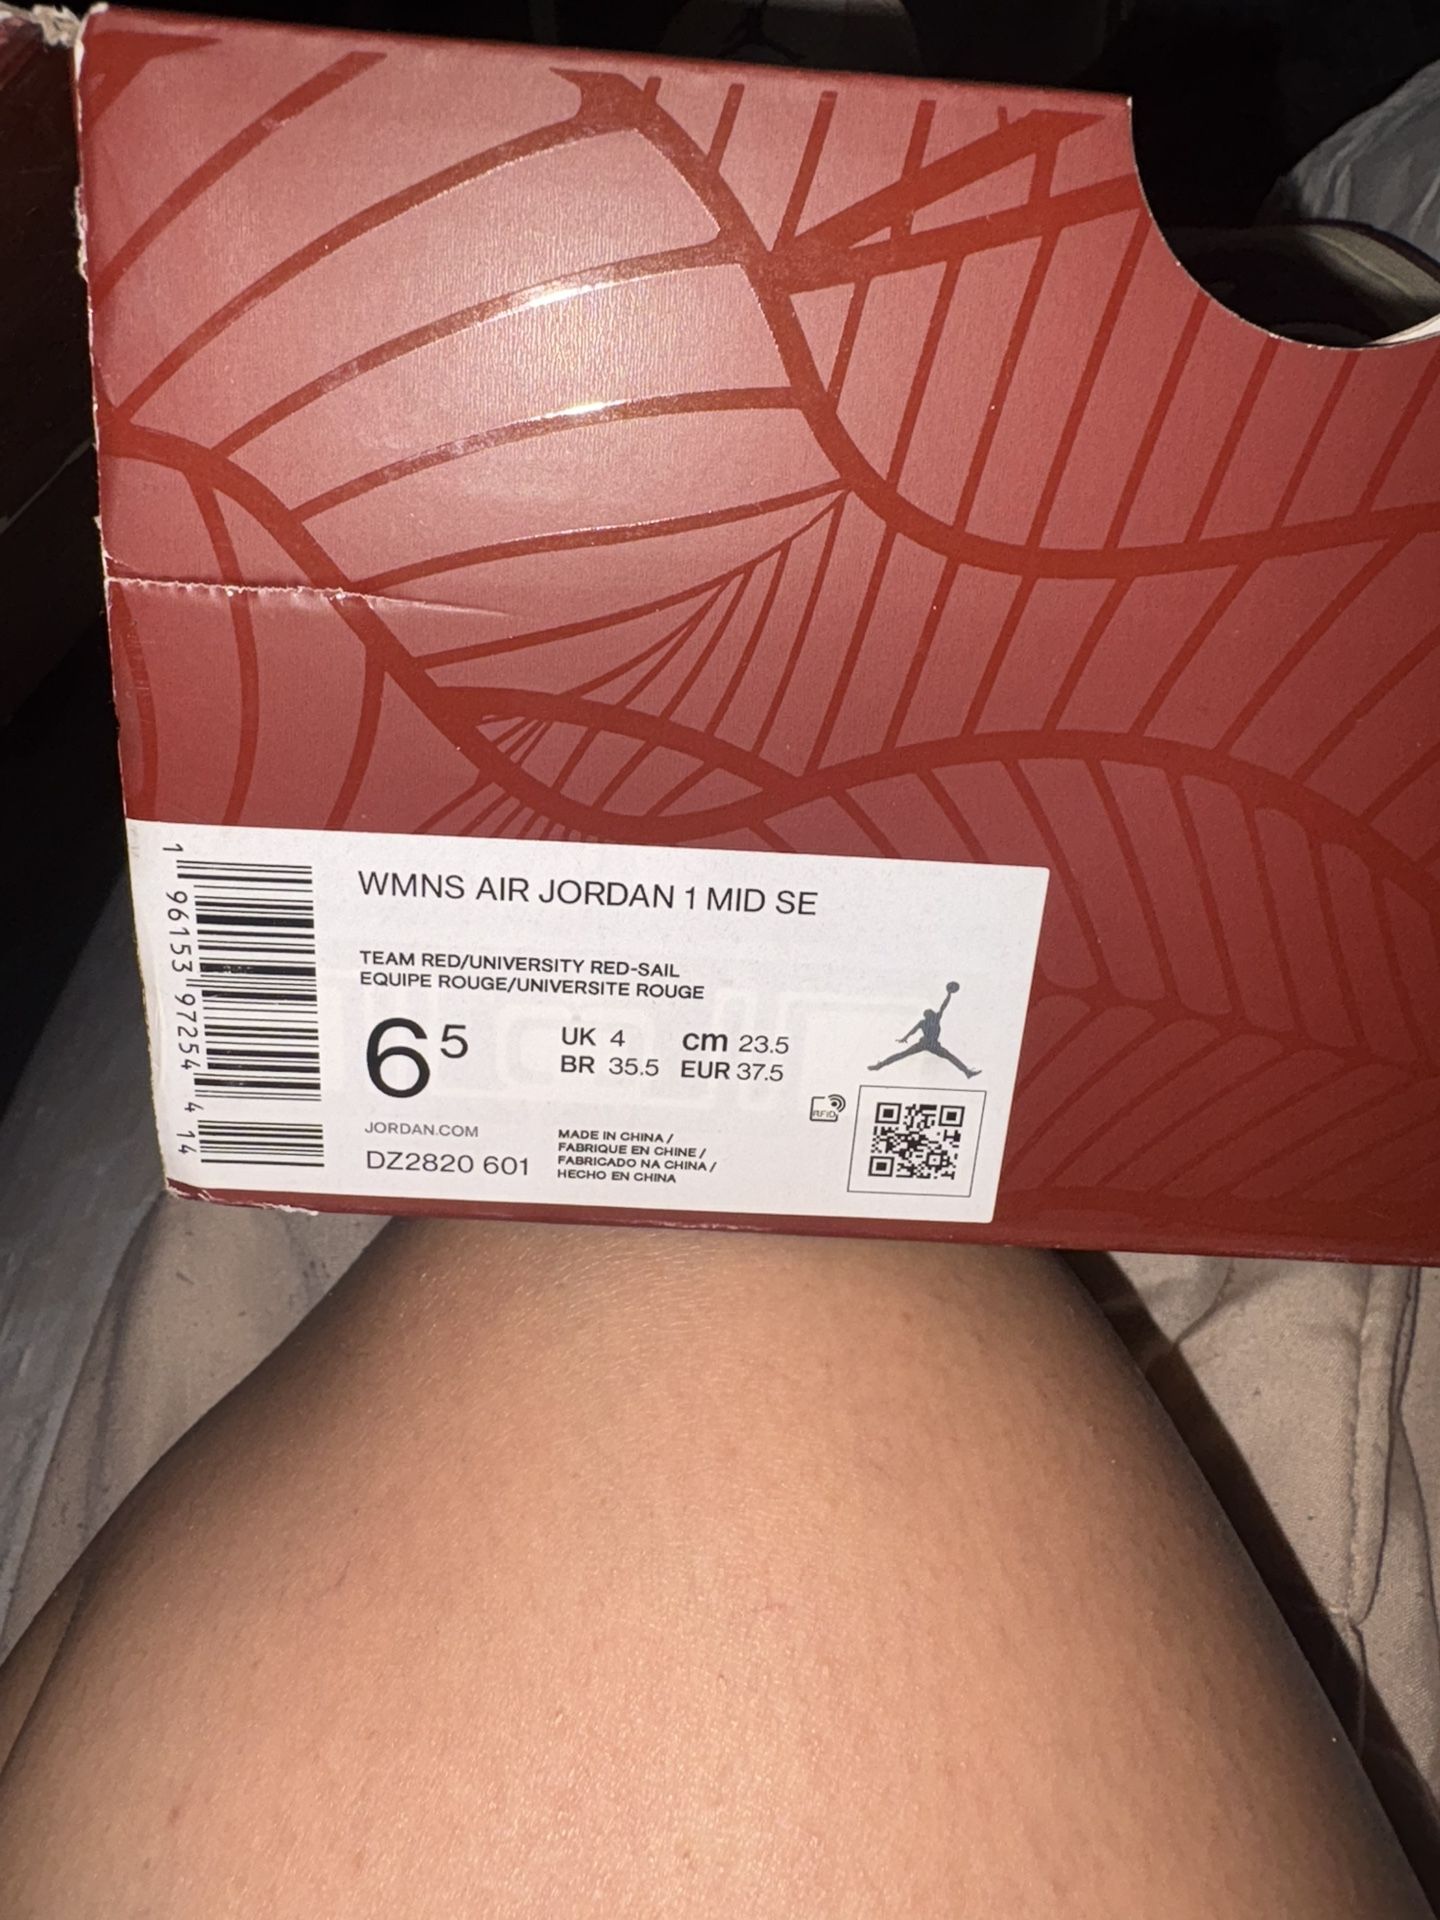 WMNS AIR JORDAN 1 MID SE
TEAM RED/UNIVERSITY RED-SAIL
EQUIPE ROUGE/UNIVERSITE ROUGE
6 5
UK 4 cm 23.5
BR 35.5 EUR 37.5
JORDAN.COM
DZ2820 601
MADE IN CHINA /
FABRIQUE EN CHINE /
FABRICADO NA CHINA /
HECHO EN CHINA
RFID
1 96153 97254 4 14